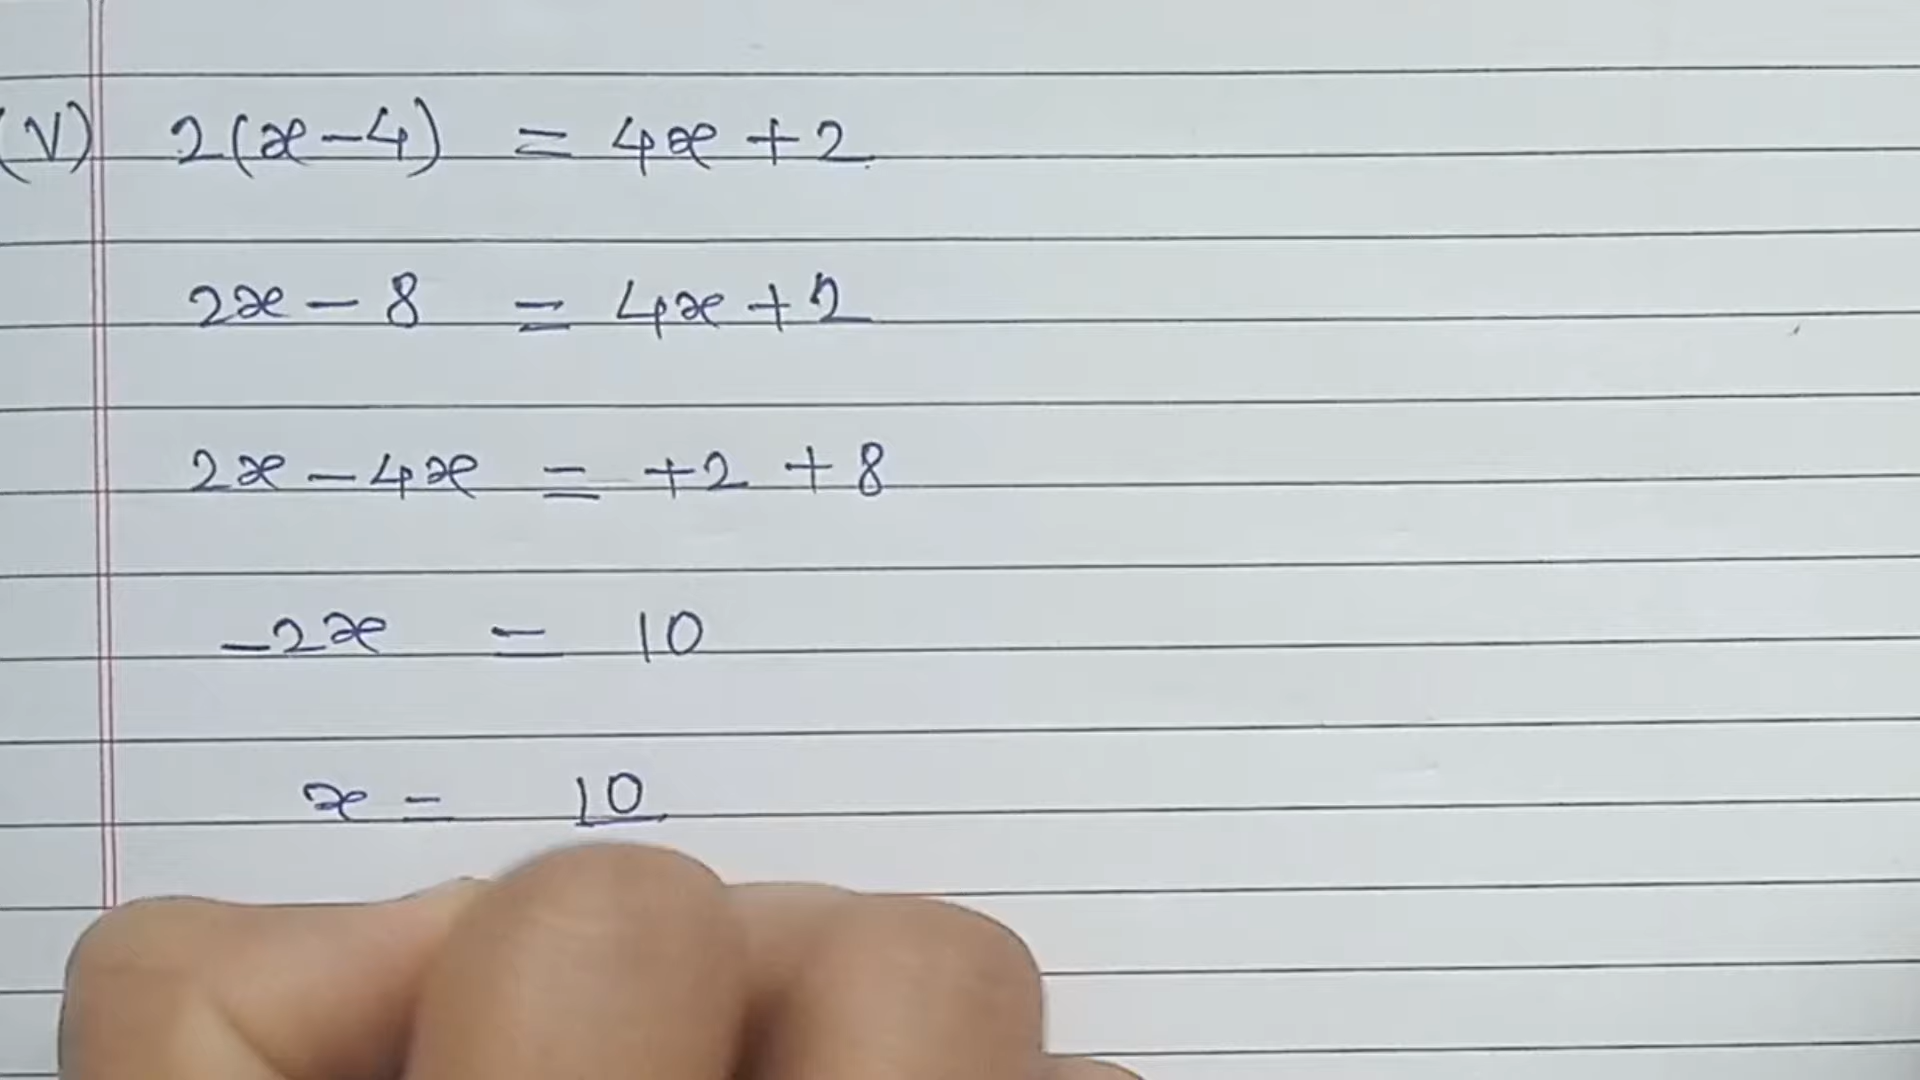 (V) 2(x-4) = 4x+2
2x - 8 = 4x+2
2x - 4x = +2 +8
-2x = 10
x = 10